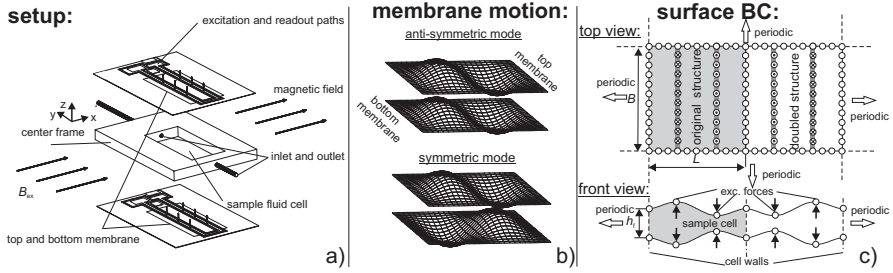 setup:
excitation and readout paths
magnetic field
z
y
x
center frame
inlet and outlet
Bex
sample fluid cell
top and bottom membrane
a)
membrane motion:
anti-symmetric mode
top membrane
bottom membrane
symmetric mode
b)
surface BC:
top view:
periodic
periodic
B
original structure
doubled structure
periodic
L
periodic
front view:
exc. forces
periodic
h
sample cell
periodic
cell walls
c)